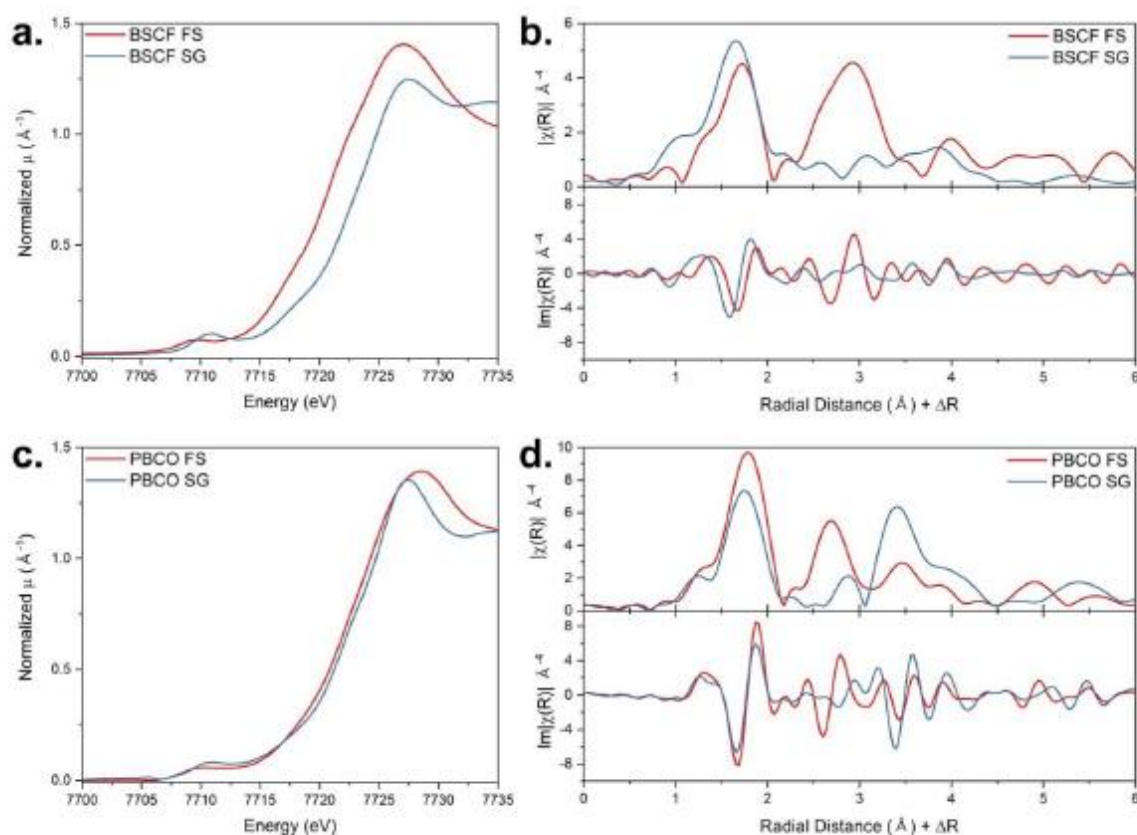 a.
BSCF FS
BSCF SG
1.5
1.0
0.5
0.0
Normalized μ (Å⁻¹)
7700 7705 7710 7715 7720 7725 7730 7735
Energy (eV)
b.
BSCF FS
BSCF SG
6
4
2
0
|χ(R)| Å⁻⁴
8
4
0
-4
-8
Im|χ(R)| Å⁻⁴
0 1 2 3 4 5 6
Radial Distance (Å) + ΔR
c.
PBCO FS
PBCO SG
1.5
1.0
0.5
0.0
Normalized μ (Å⁻¹)
7700 7705 7710 7715 7720 7725 7730 7735
Energy (eV)
d.
PBCO FS
PBCO SG
10
8
6
4
2
0
|χ(R)| Å⁻⁴
8
4
0
-4
-8
Im|χ(R)| Å⁻⁴
0 1 2 3 4 5 6
Radial Distance (Å) + ΔR